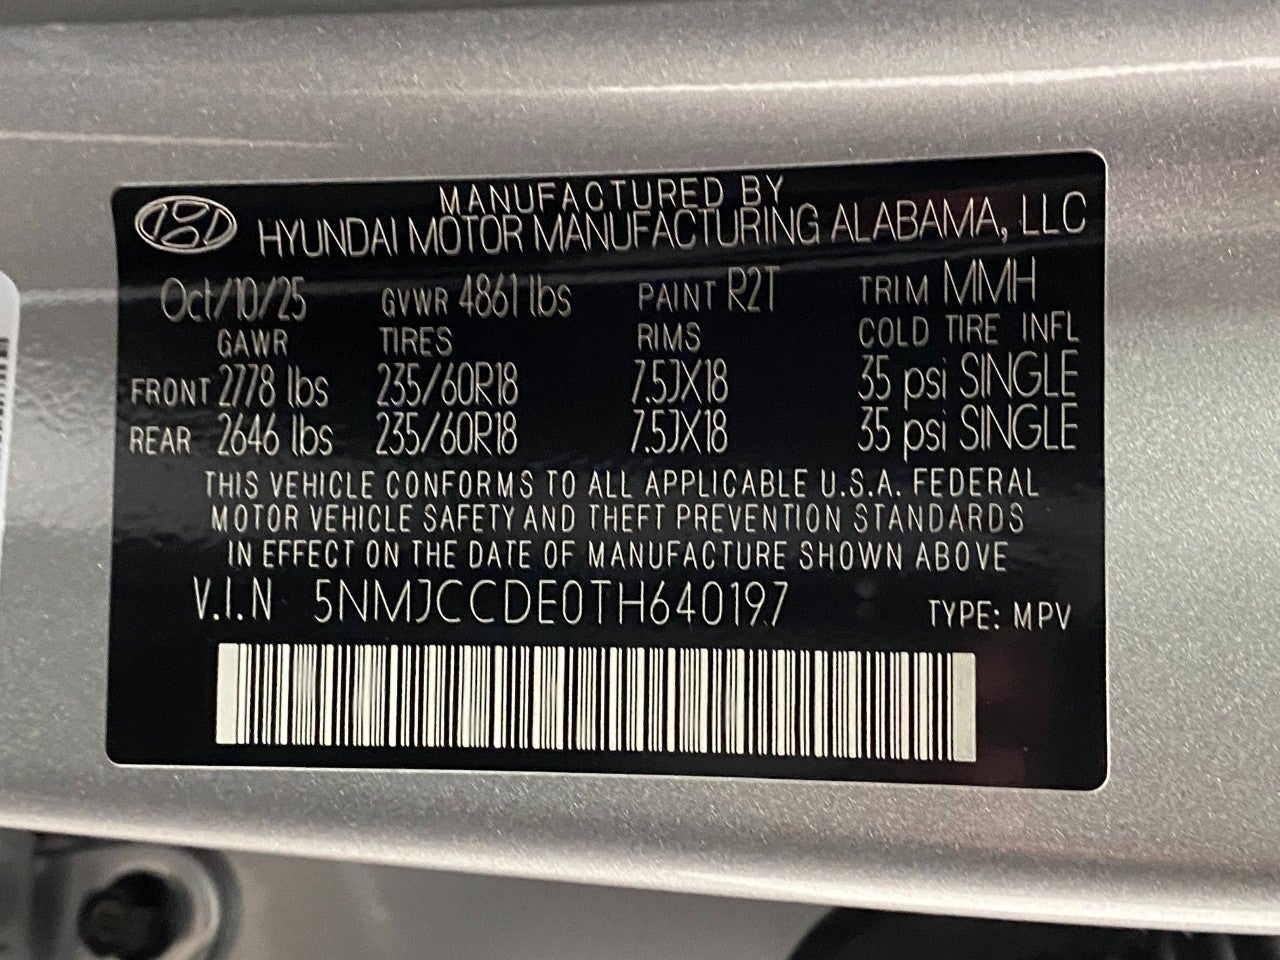 MANUFACTURED BY
HYUNDAI MOTOR MANUFACTURING ALABAMA, LLC
Oct/10/25 GVWR 4861 lbs PAINT R2T TRIM MMH
GAWR TIRES RIMS COLD TIRE INFL
FRONT 2778 lbs 235/60R18 7.5JX18 35 psi SINGLE
REAR 2646 lbs 235/60R18 7.5JX18 35 psi SINGLE
THIS VEHICLE CONFORMS TO ALL APPLICABLE U.S.A. FEDERAL
MOTOR VEHICLE SAFETY AND THEFT PREVENTION STANDARDS
IN EFFECT ON THE DATE OF MANUFACTURE SHOWN ABOVE
V.I.N 5NMJCCDE0TH640197 TYPE: MPV